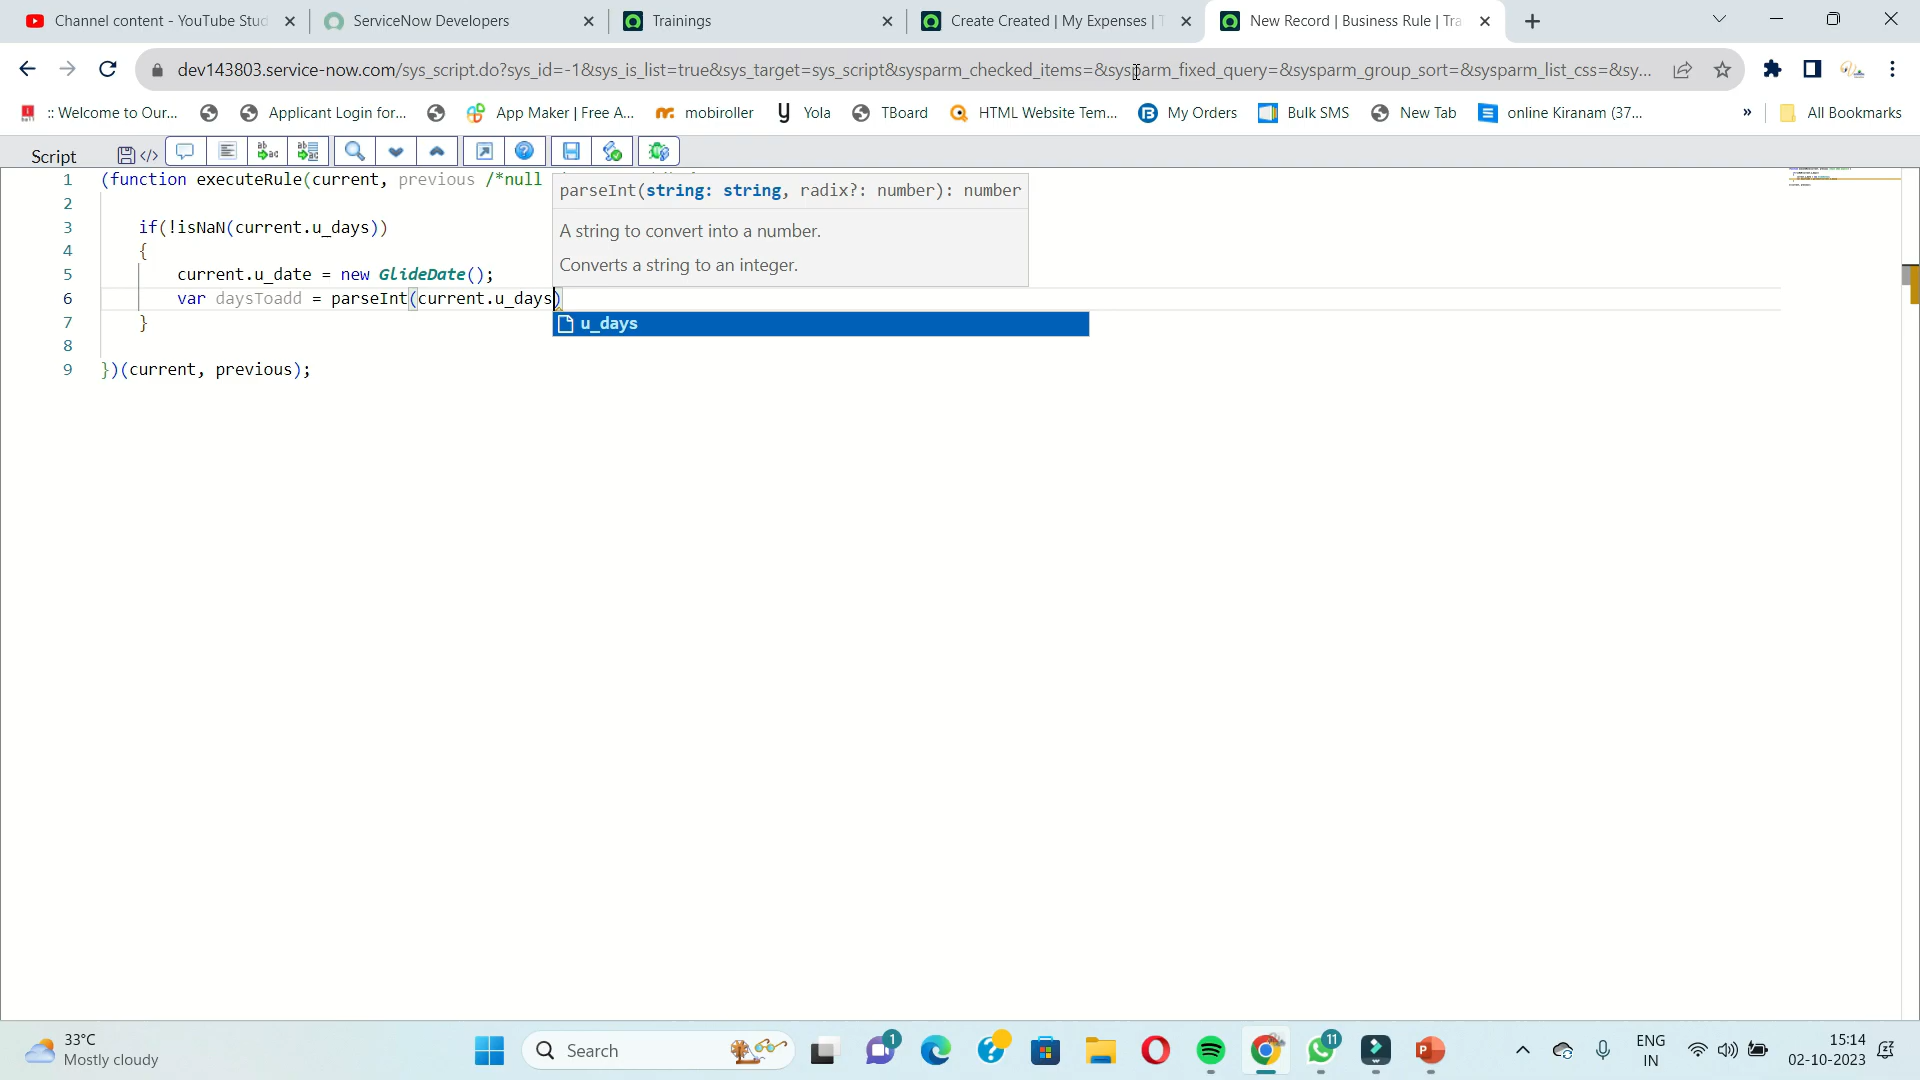 Channel content - YouTube Stud
ServiceNow Developers
Trainings
Create Created | My Expenses | T
New Record | Business Rule | Tra
dev143803.service-now.com/sys_script.do?sys_id=-1&sys_is_list=true&sys_target=sys_script&sysparm_checked_items=&sysparm_fixed_query=&sysparm_group_sort=&sysparm_list_css=&sy...
:: Welcome to Our...
Applicant Login for...
App Maker | Free A...
mobiroller
Yola
TBoard
HTML Website Tem...
My Orders
Bulk SMS
New Tab
online Kiranam (37...
»
All Bookmarks
Script
1 (function executeRule(current, previous /*null
parseInt(string: string, radix?: number): number
2
A string to convert into a number.
3 if(!isNaN(current.u_days))
4 {
Converts a string to an integer.
5 current.u_date = new GlideDate();
6 var daysToadd = parseInt(current.u_days)
u_days
7 }
8
9 })(current, previous);
33°C
Mostly cloudy
Search
1
11
ENG
IN
15:14
02-10-2023